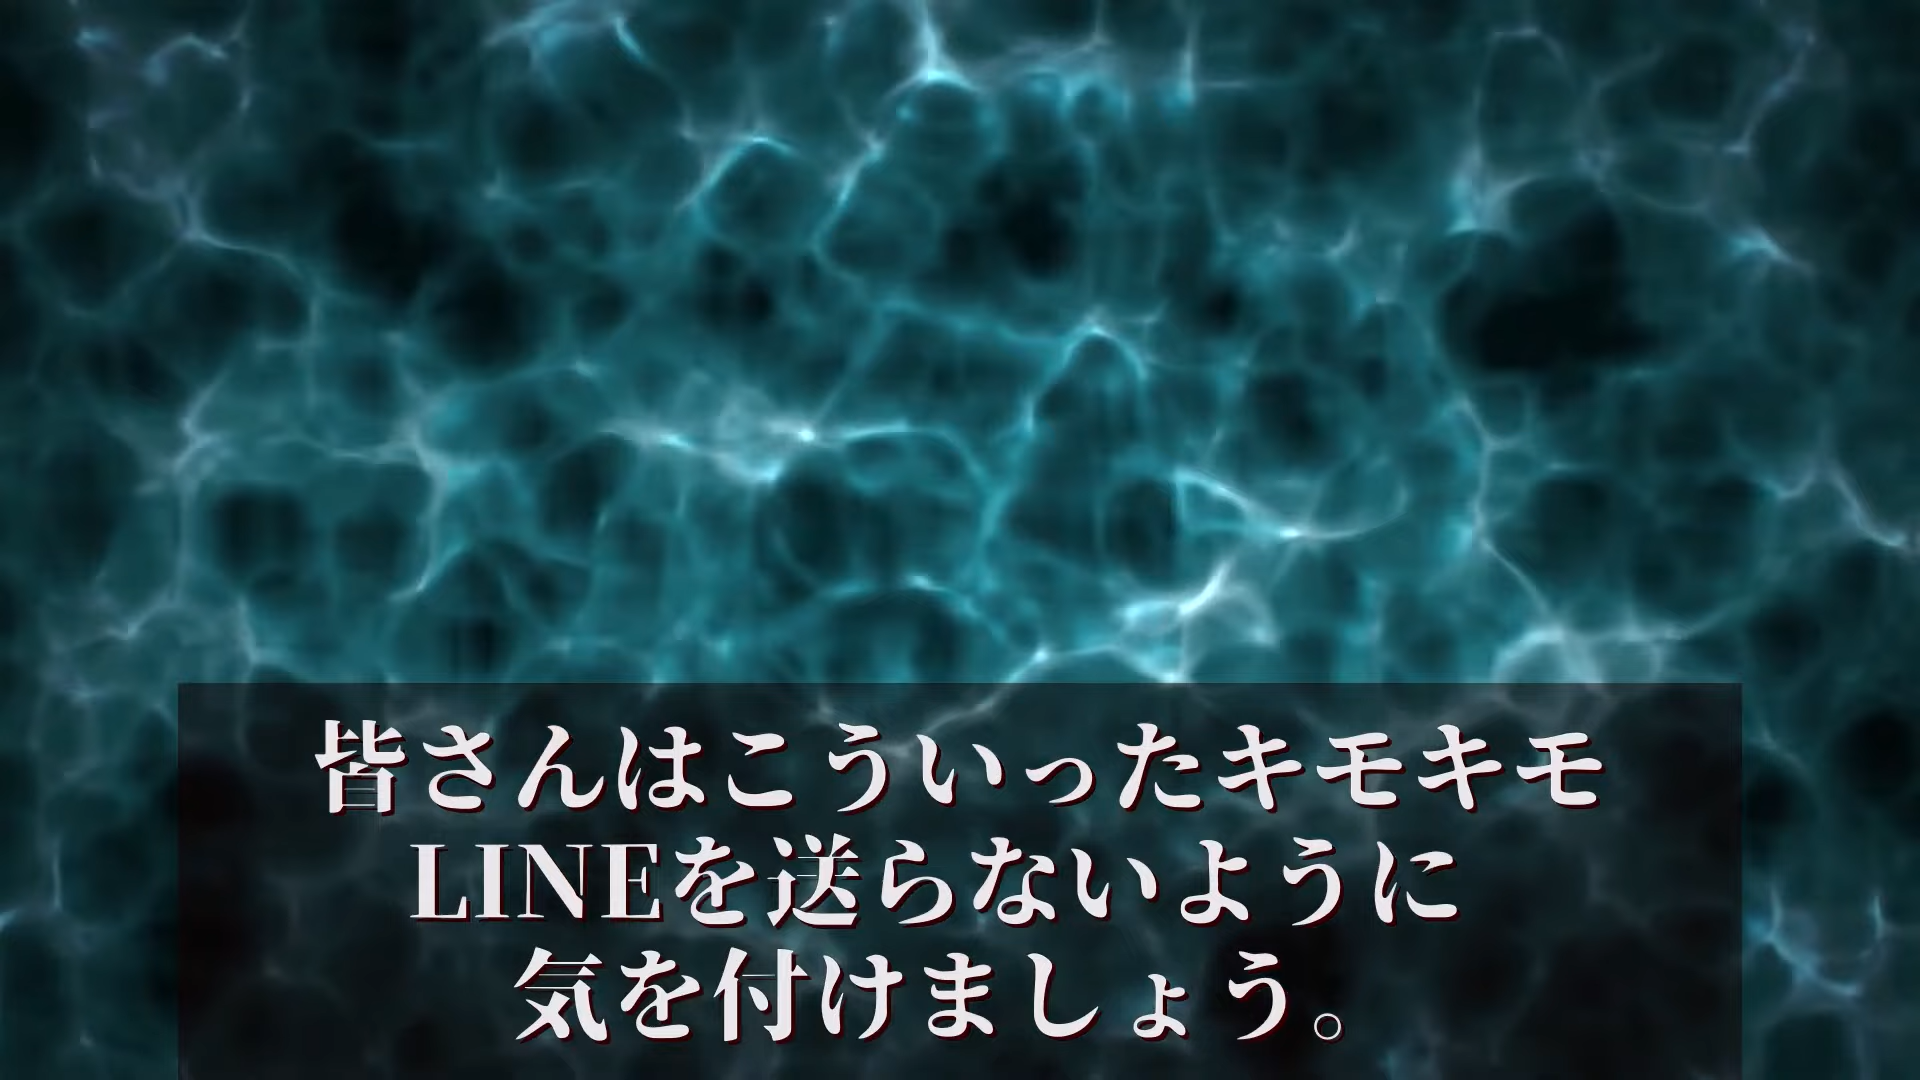 皆さんはこういったキモキモ
LINEを送らないように
気を付けましょう。